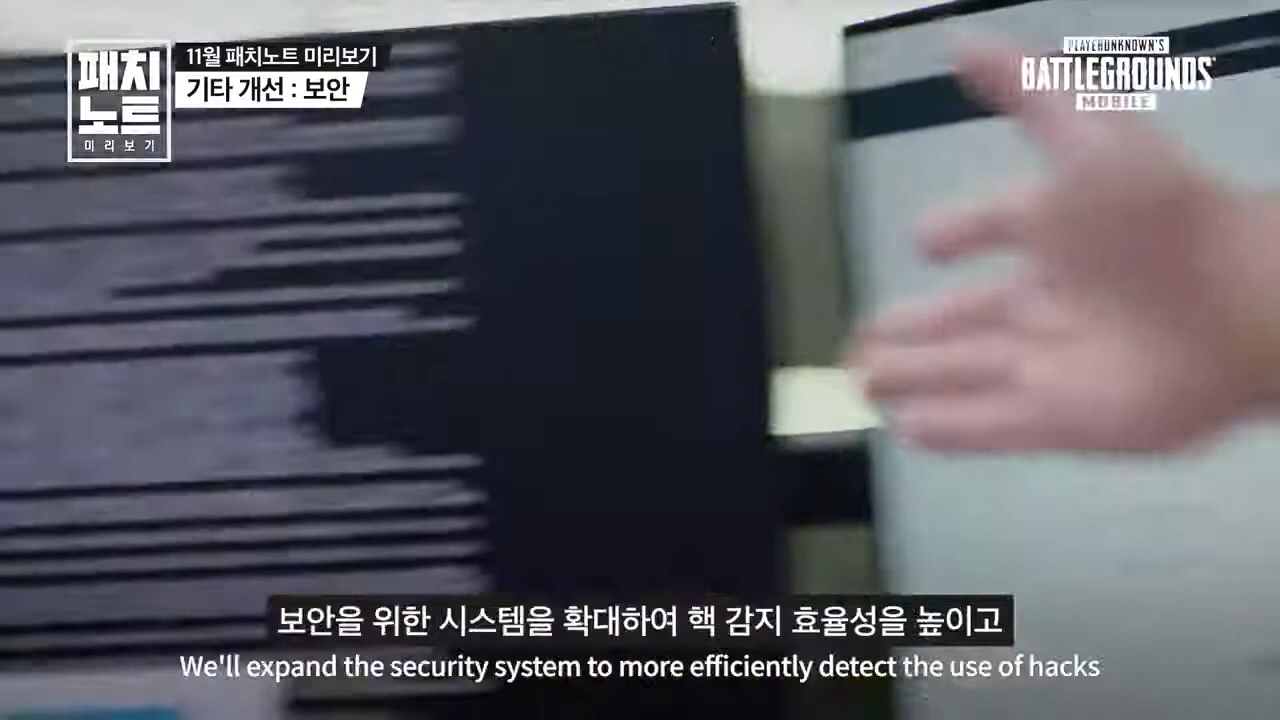 패치
노트
미리보기
11월 패치노트 미리보기
기타 개선 : 보안
PLAYERUNKNOWN'S
BATTLEGROUNDS
MOBILE
보안을 위한 시스템을 확대하여 핵 감지 효율성을 높이고
We'll expand the security system to more efficiently detect the use of hacks